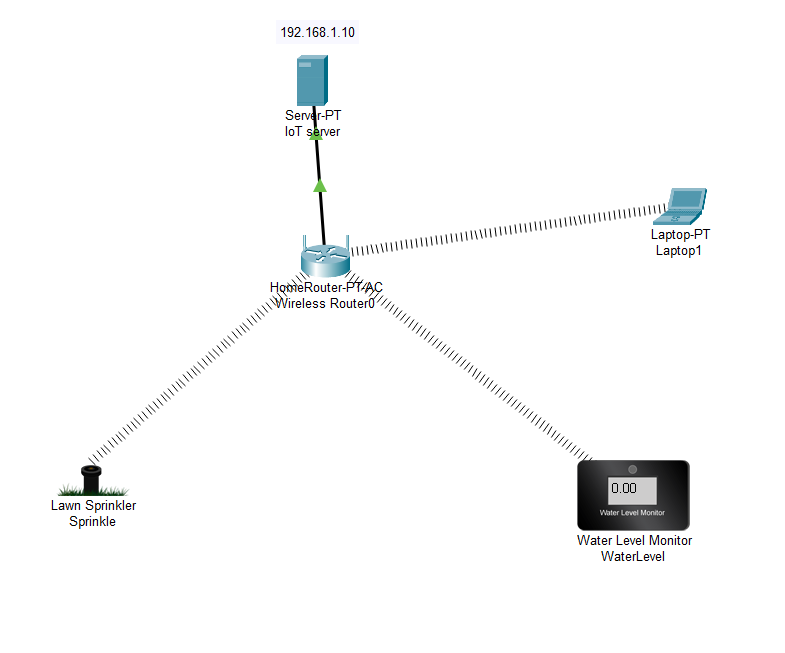 192.168.1.10
Server-PT
IoT server
Laptop-PT
Laptop1
HomeRouter-PT-AC
Wireless Router0
0.00
Water Level Monitor
Lawn Sprinkler
Sprinkle
Water Level Monitor
WaterLevel